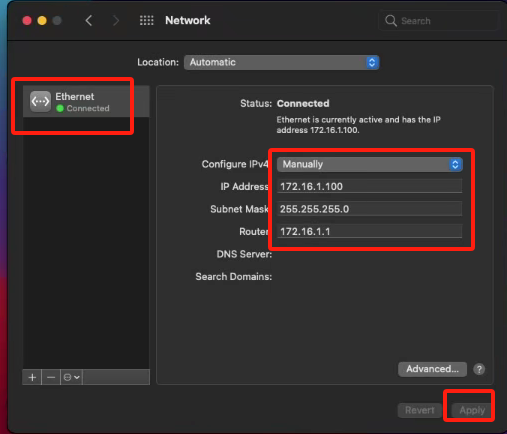 Network
Search
Location: Automatic
Ethernet
Connected
Status: Connected
Ethernet is currently active and has the IP
address 172.16.1.100.
Configure IPv4 Manually
IP Address 172.16.1.100
Subnet Mask 255.255.255.0
Router 172.16.1.1
DNS Server:
Search Domains:
Advanced... ?
Revert Apply